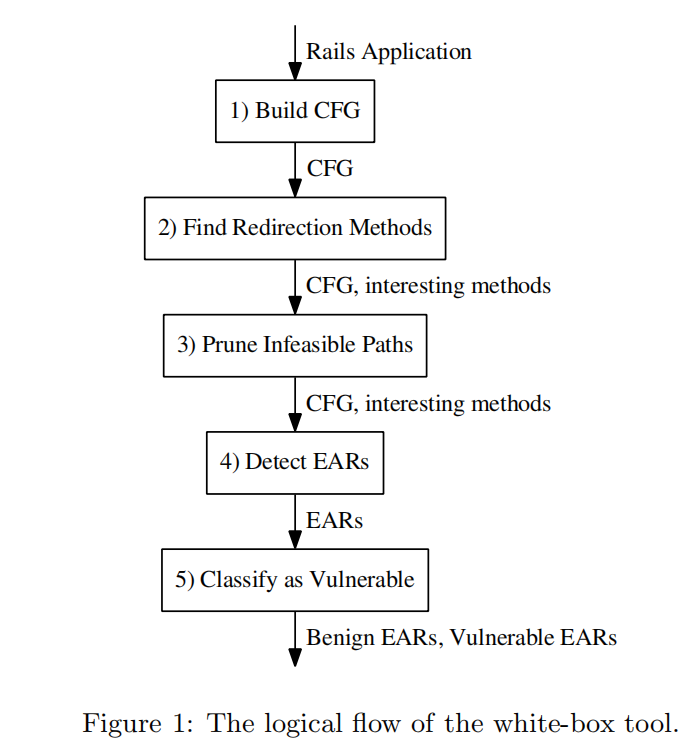 Rails Application
1) Build CFG
CFG
2) Find Redirection Methods
CFG, interesting methods
3) Prune Infeasible Paths
CFG, interesting methods
4) Detect EARs
EARs
5) Classify as Vulnerable
Benign EARs, Vulnerable EARs
Figure 1: The logical flow of the white-box tool.